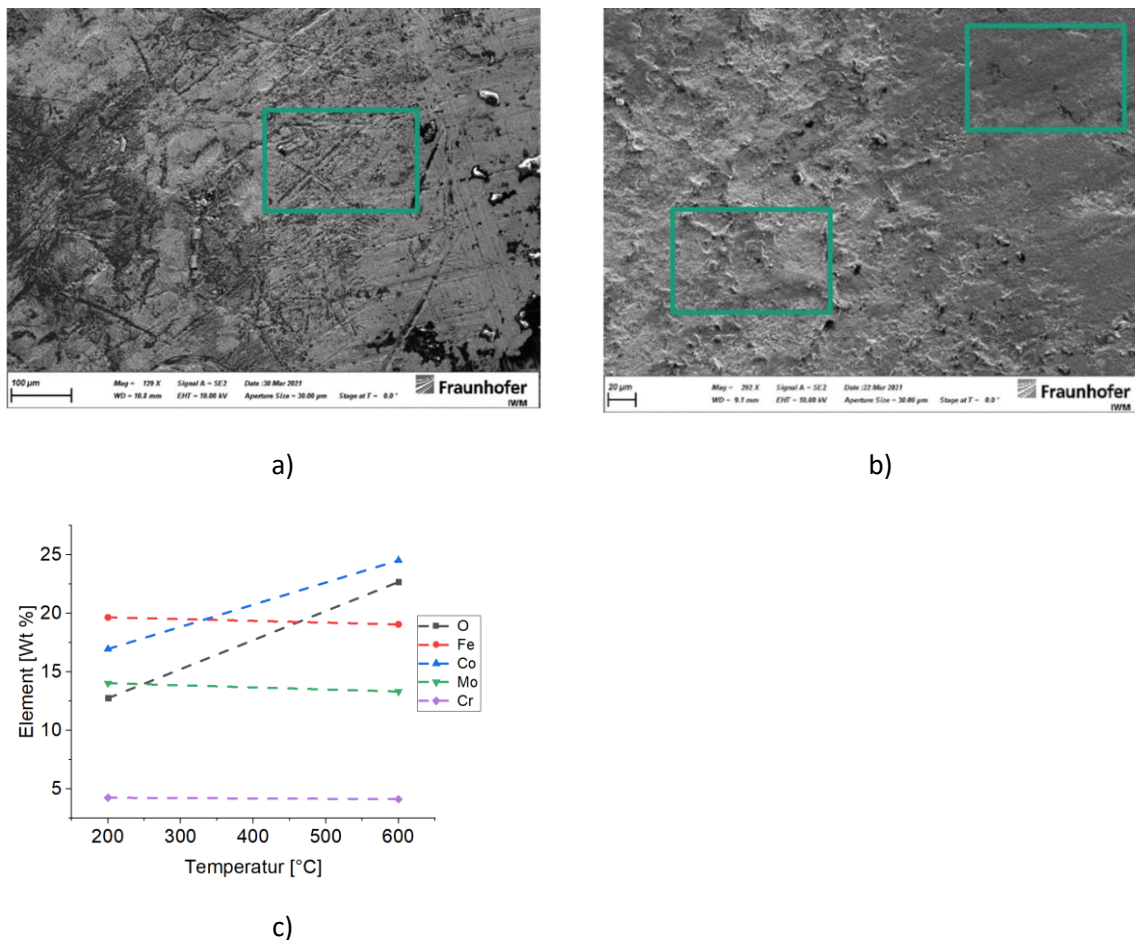 100 µm
Mag = 129 X Signal A = SE2 Date :30 Mar 2021
WD = 10.8 mm EHT = 10.00 kV Aperture Size = 30.00 µm Stage at T = 0.0 °
Fraunhofer
IWM
20 µm
Mag = 292 X Signal A = SE2 Date :22 Mar 2021
WD = 9.1 mm EHT = 10.00 kV Aperture Size = 30.00 µm Stage at T = 0.0 °
Fraunhofer
IWM
a)
b)
Element [Wt %]
25
20
15
10
5
200 300 400 500 600
Temperatur [°C]
O
Fe
Co
Mo
Cr
c)